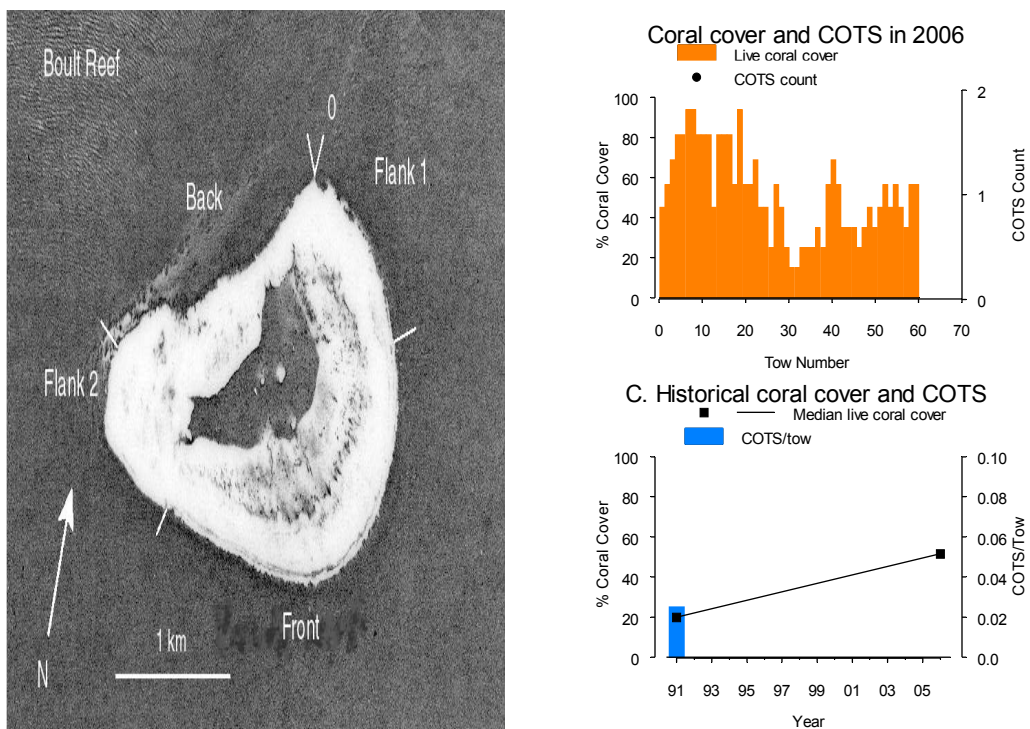 Boult Reef
0
Flank 1
Back
Flank 2
Front
1 km
N
Coral cover and COTS in 2006
Live coral cover
COTS count
100
80
60
40
20
0
% Coral Cover
2
1
0
COTS Count
0 10 20 30 40 50 60 70
Tow Number
C. Historical coral cover and COTS
Median live coral cover
COTS/tow
100
80
60
40
20
0
% Coral Cover
0.10
0.08
0.06
0.04
0.02
0.0
COTS/Tow
91 93 95 97 99 01 03 05
Year